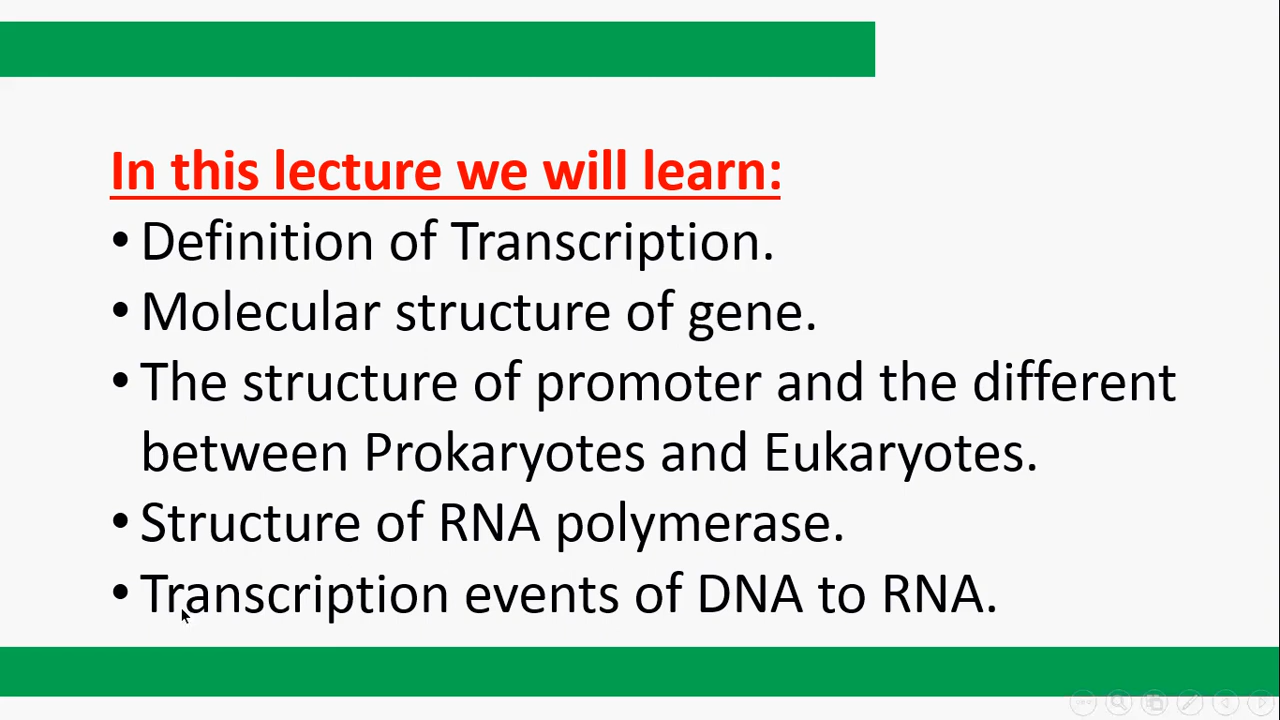 In this lecture we will learn:
• Definition of Transcription.
• Molecular structure of gene.
• The structure of promoter and the different
between Prokaryotes and Eukaryotes.
• Structure of RNA polymerase.
• Transcription events of DNA to RNA.